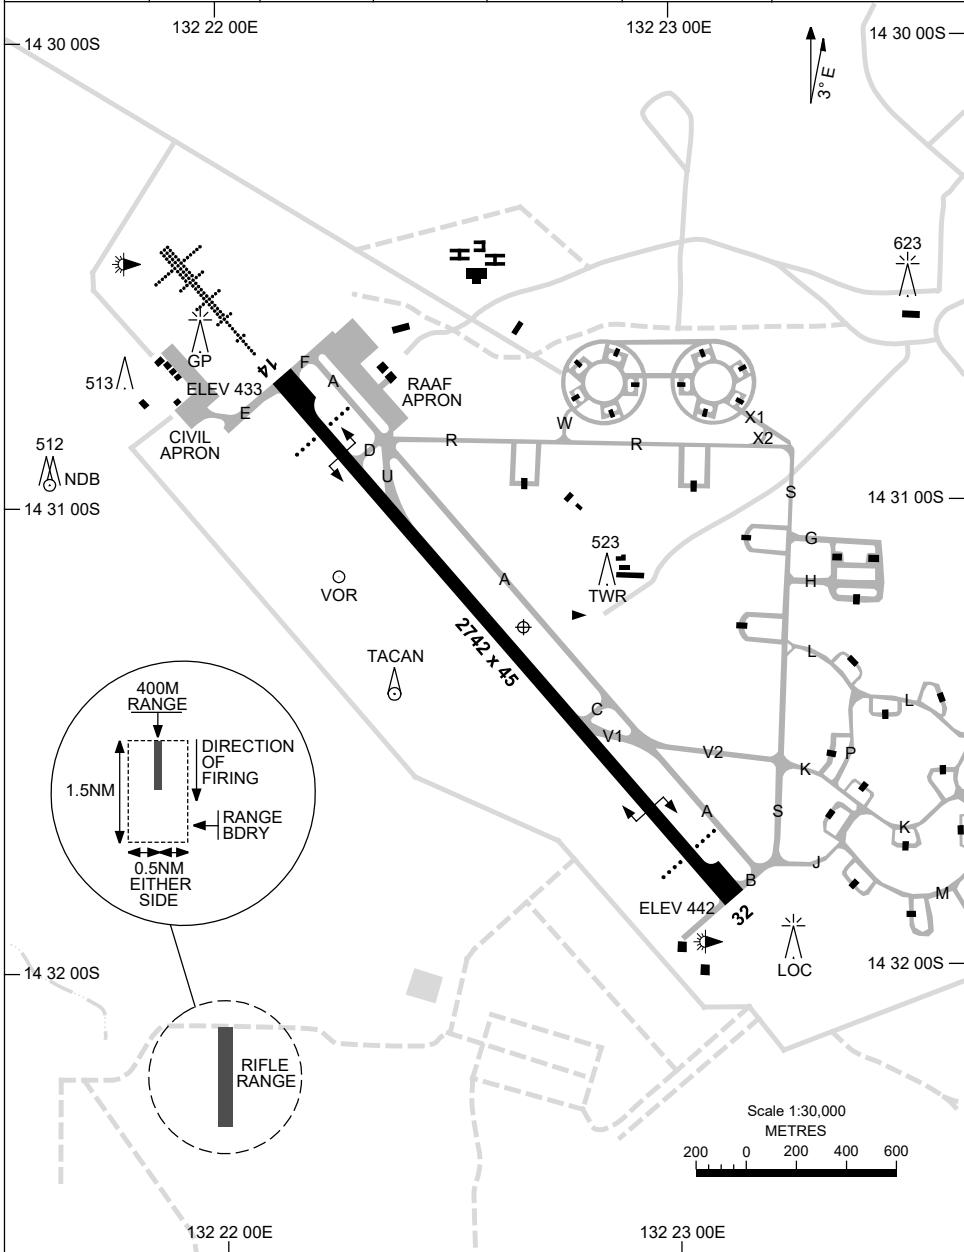 132 22 00E
132 23 00E
14 30 00S
14 30 00S
3° E
623
GP
14
513
ELEV 433
F
A
RAAF
APRON
E
CIVIL
APRON
W
X1
X2
R
R
D
U
512
NDB
S
14 31 00S
14 31 00S
G
523
TWR
H
A
VOR
2742 x 45
TACAN
L
L
C
V1
V2
P
K
400M
RANGE
DIRECTION
OF
FIRING
1.5NM
RANGE
BDRY
0.5NM
EITHER
SIDE
A
S
K
J
B
M
ELEV 442
32
LOC
14 32 00S
14 32 00S
RIFLE
RANGE
Scale 1:30,000
METRES
200 0 200 400 600
132 22 00E
132 23 00E